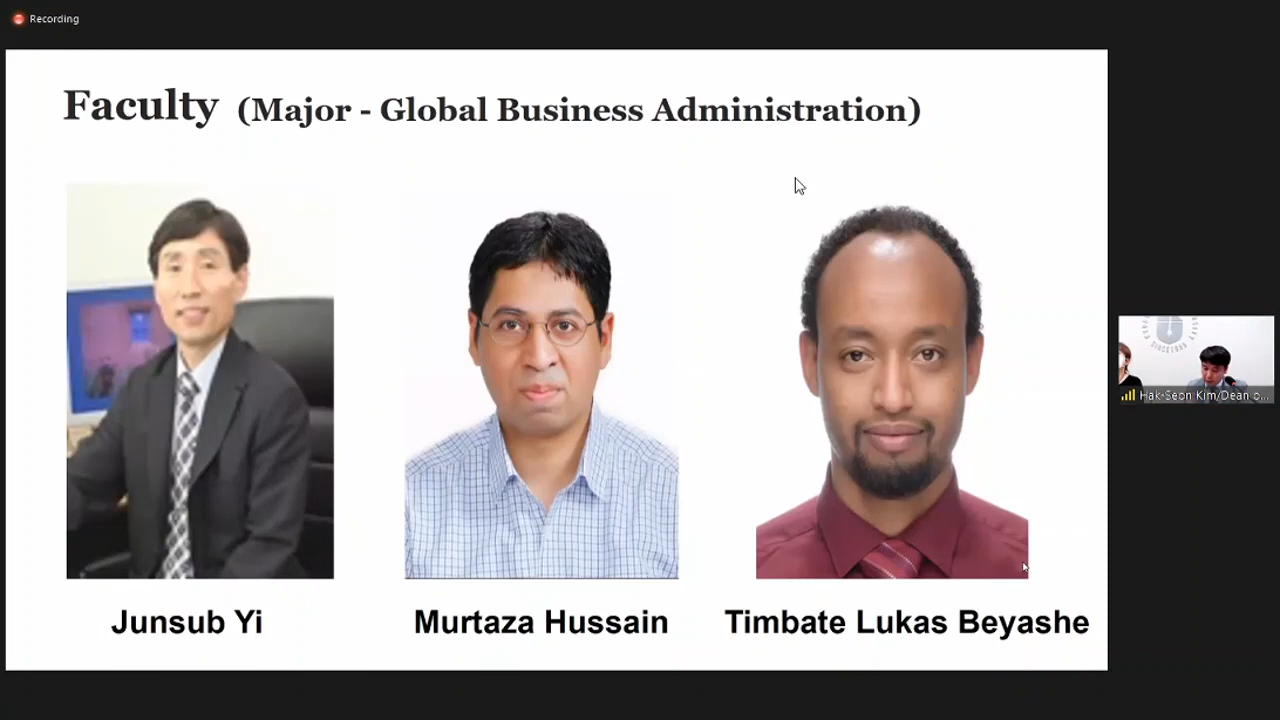 Recording
Faculty (Major - Global Business Administration)
Junsub Yi
Murtaza Hussain
Timbate Lukas Beyashe
Hak-Seon Kim/Dean o...